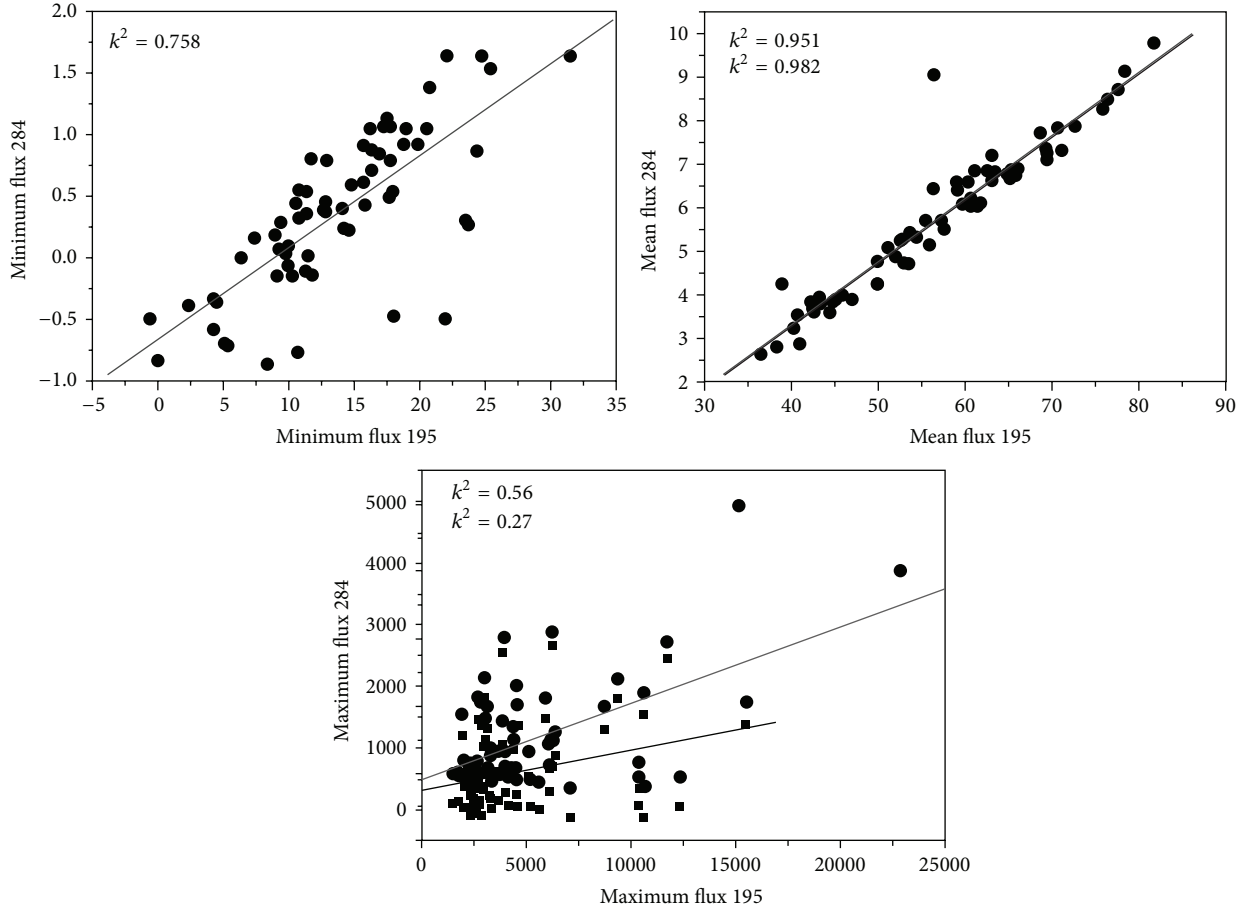 2.0
1.5
1.0
0.5
0.0
−0.5
−1.0
k² = 0.758
Minimum flux 284
−5 0 5 10 15 20 25 30 35
Minimum flux 195
10
9
8
7
6
5
4
3
2
k² = 0.951
k² = 0.982
Mean flux 284
30 40 50 60 70 80 90
Mean flux 195
5000
4000
3000
2000
1000
0
k² = 0.56
k² = 0.27
Maximum flux 284
0 5000 10000 15000 20000 25000
Maximum flux 195